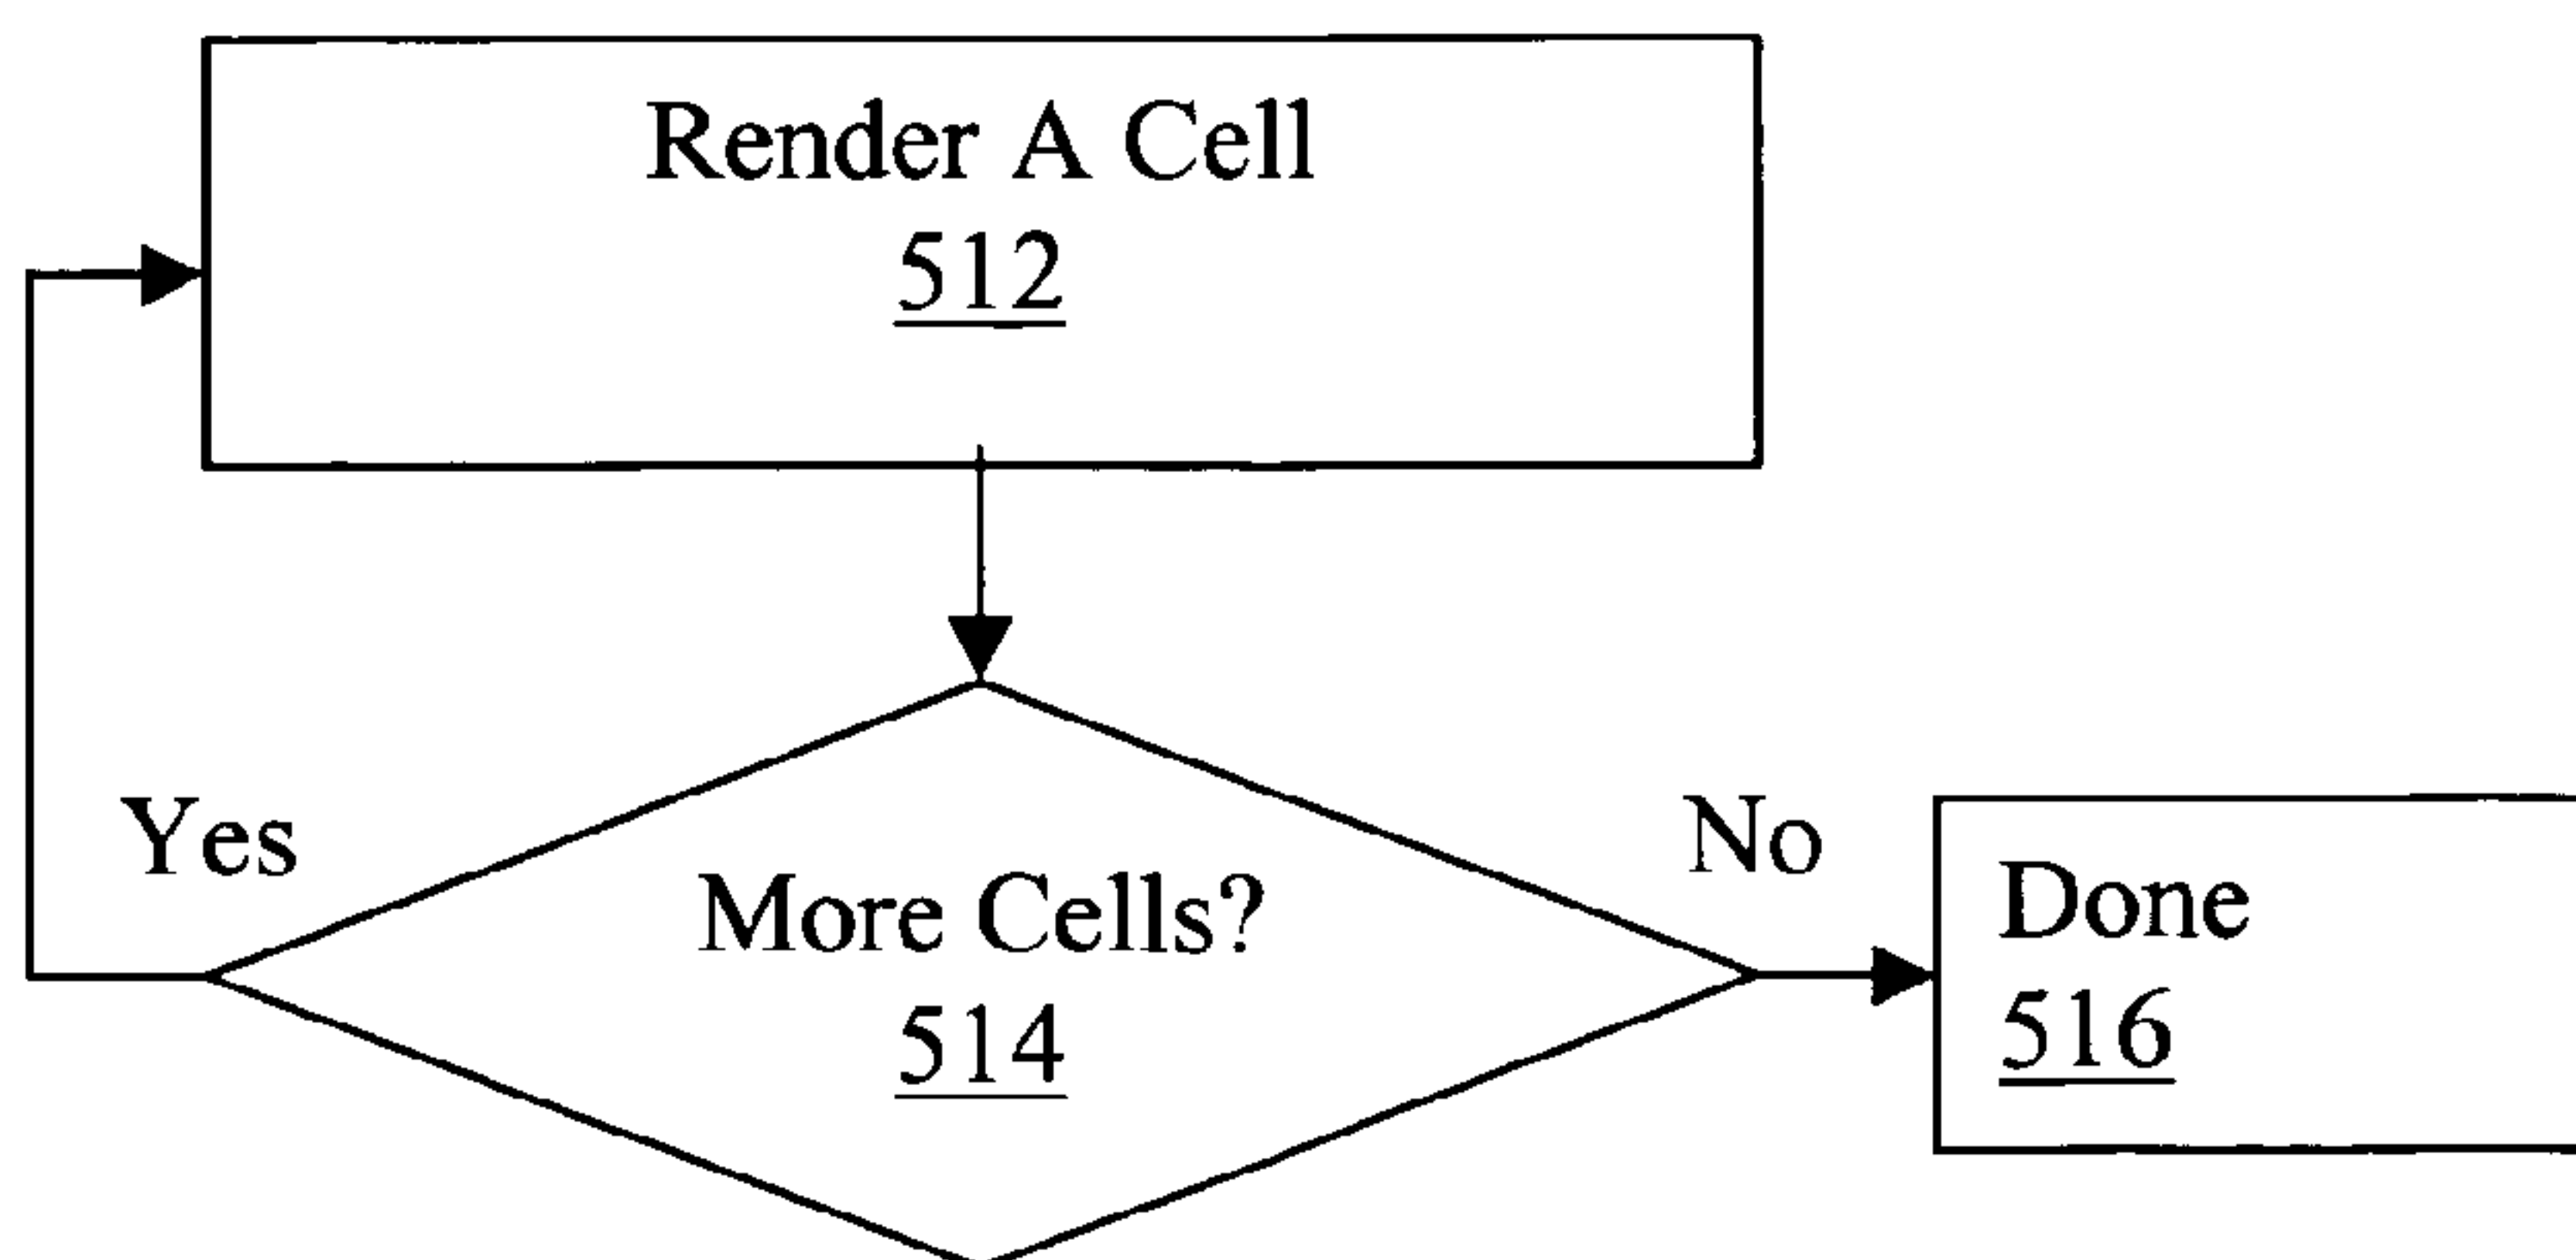 Render A Cell
512
Yes
No
More Cells?
514
Done
516